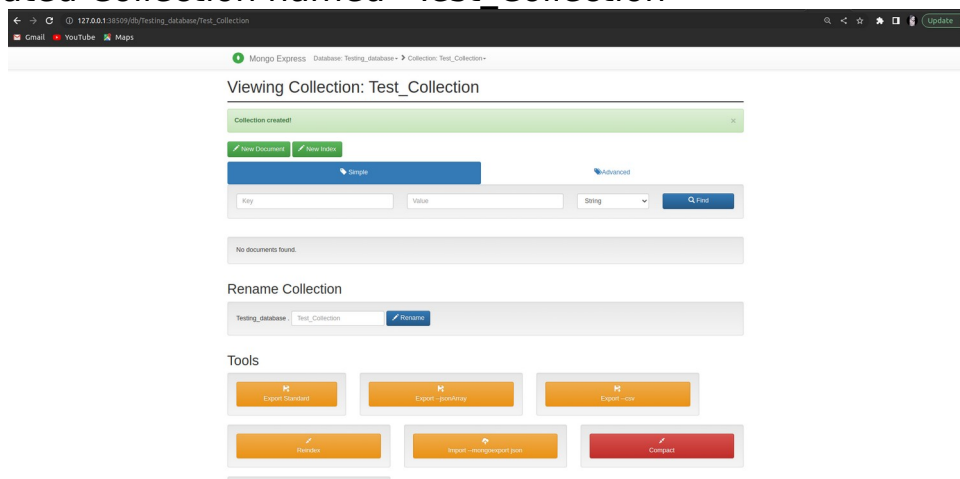 ated Collection named "Test_Collection"
127.0.0.1:38509/db/Testing_database/Test_Collection
Update
Gmail YouTube Maps
Mongo Express Database: Testing_database Collection: Test_Collection
Viewing Collection: Test_Collection
Collection created! ×
New Document New Index
Simple Advanced
Key Value String Find
No documents found.
Rename Collection
Testing_database . Test_Collection Rename
Tools
Export Standard Export --jsonArray Export --csv
Reindex Import --mongoexport json Compact